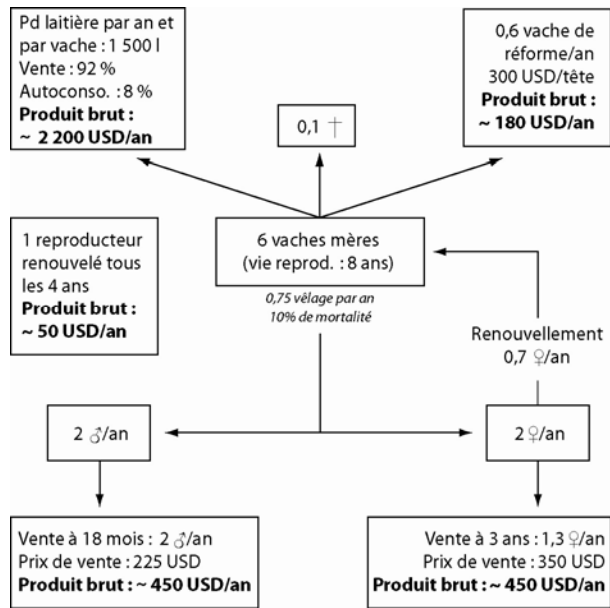 Pd laitière par an et
par vache : 1 500 l
Vente : 92 %
Autoconso. : 8 %
Produit brut :
~ 2 200 USD/an
0,1 †
0,6 vache de
réforme/an
300 USD/tête
Produit brut :
~ 180 USD/an
1 reproducteur
renouvelé tous
les 4 ans
Produit brut :
~ 50 USD/an
6 vaches mères
(vie reprod. : 8 ans)
0,75 vêlage par an
10% de mortalité
Renouvellement
0,7 ♀/an
2 ♂/an
2 ♀/an
Vente à 18 mois : 2 ♂/an
Prix de vente : 225 USD
Produit brut : ~ 450 USD/an
Vente à 3 ans : 1,3 ♀/an
Prix de vente : 350 USD
Produit brut : ~ 450 USD/an